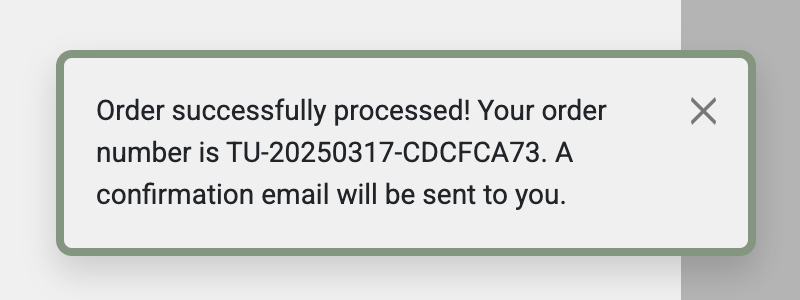 Order successfully processed! Your order
number is TU-20250317-CDCFCA73. A
confirmation email will be sent to you.